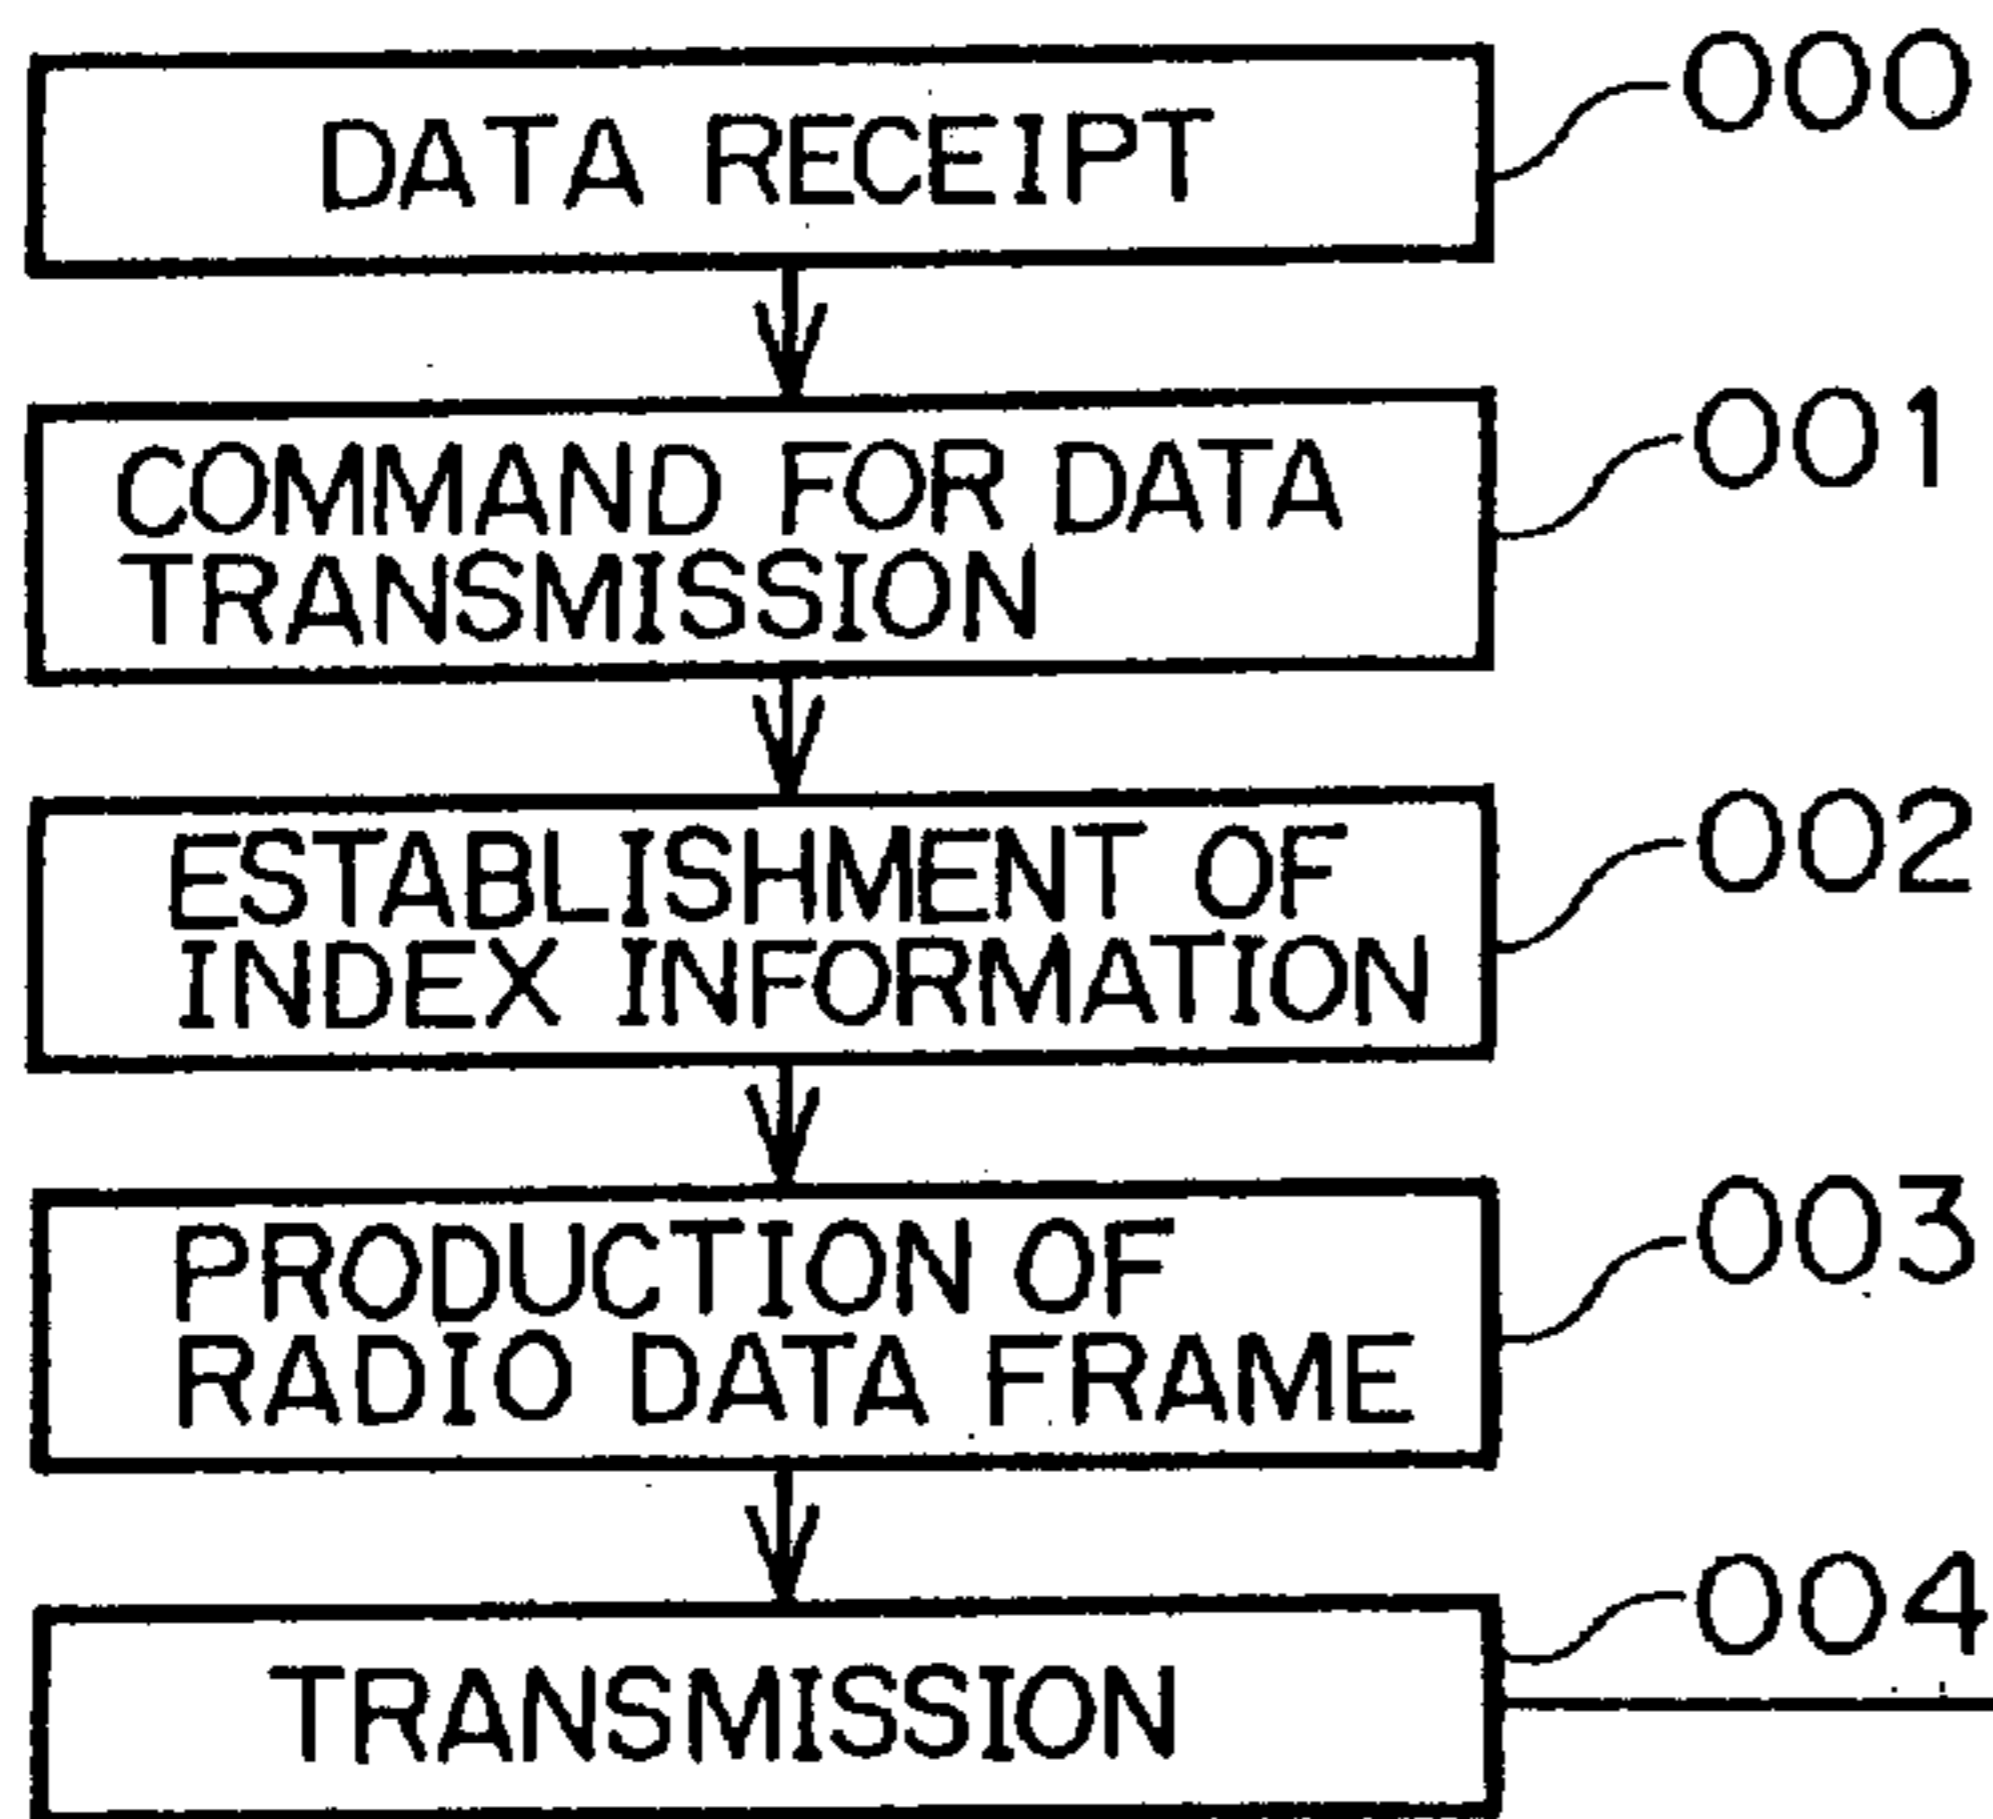 DATA RECEIPT
000
COMMAND FOR DATA
TRANSMISSION
001
ESTABLISHMENT OF
INDEX INFORMATION
002
PRODUCTION OF
RADIO DATA FRAME
003
TRANSMISSION
004